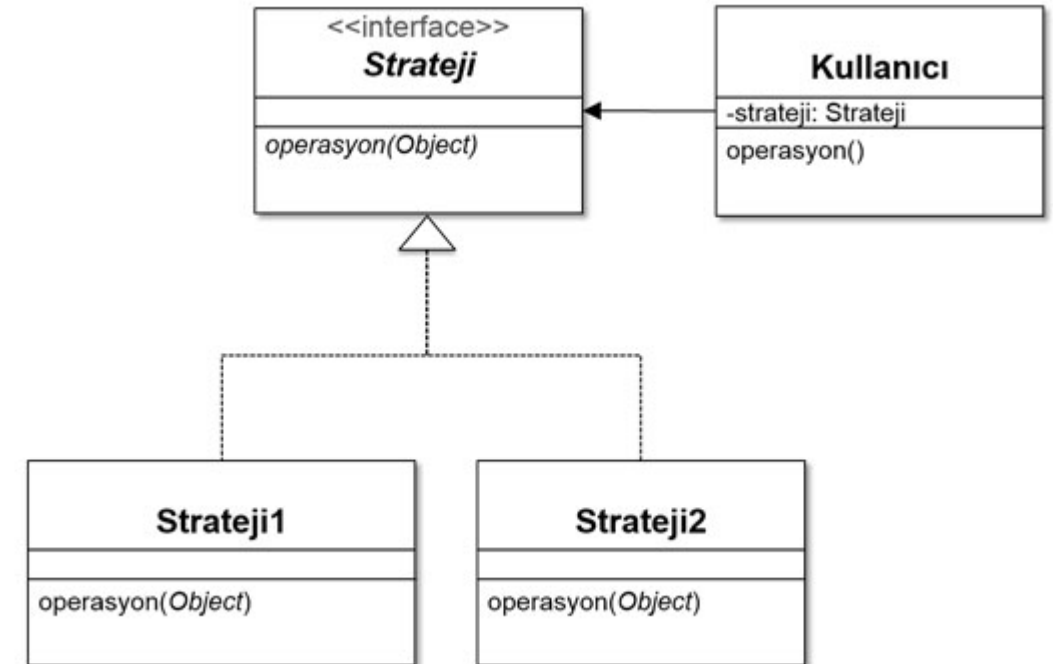 <<interface>>
Strateji
operasyon(Object)
Kullanıcı
-strateji: Strateji
operasyon()
Strateji1
operasyon(Object)
Strateji2
operasyon(Object)